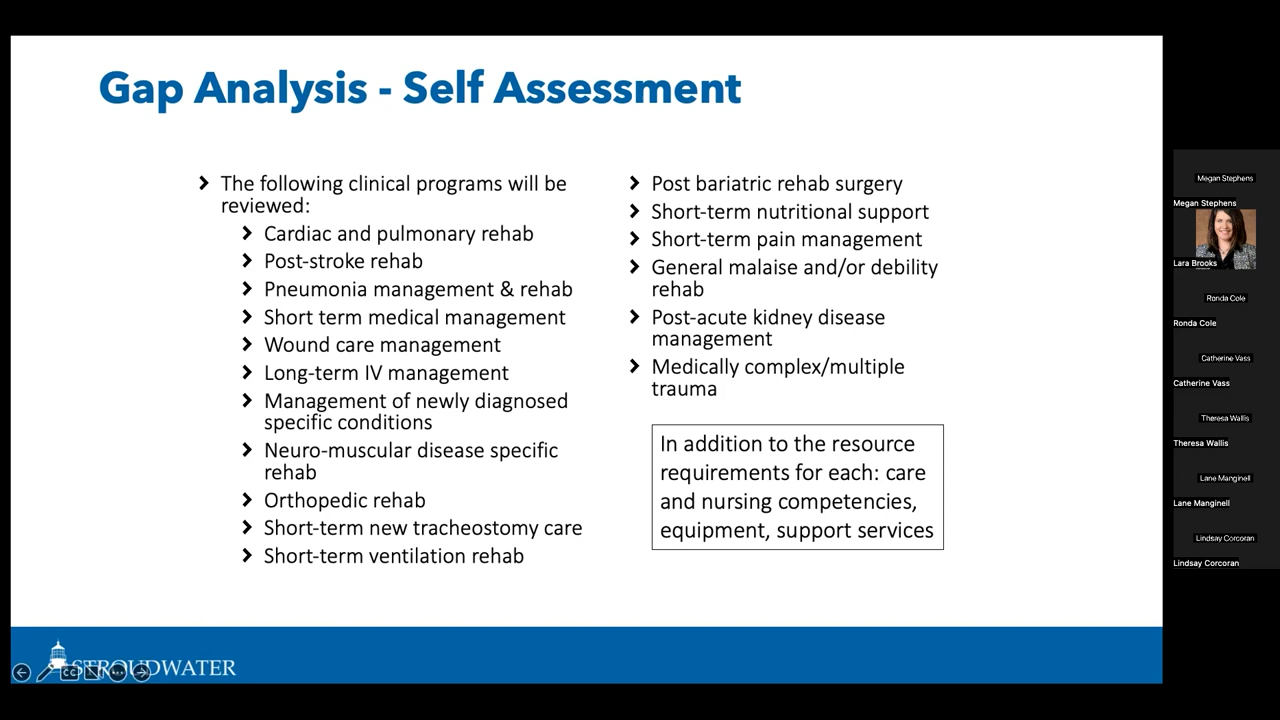 Gap Analysis - Self Assessment
The following clinical programs will be
reviewed:
Cardiac and pulmonary rehab
Post-stroke rehab
Pneumonia management & rehab
Short term medical management
Wound care management
Long-term IV management
Management of newly diagnosed
specific conditions
Neuro-muscular disease specific
rehab
Orthopedic rehab
Short-term new tracheostomy care
Short-term ventilation rehab
Post bariatric rehab surgery
Short-term nutritional support
Short-term pain management
General malaise and/or debility
rehab
Post-acute kidney disease
management
Medically complex/multiple
trauma
In addition to the resource
requirements for each: care
and nursing competencies,
equipment, support services
STROUDWATER
CC
Megan Stephens
Megan Stephens
Lara Brooks
Ronda Cole
Ronda Cole
Catherine Vass
Catherine Vass
Theresa Wallis
Theresa Wallis
Lane Manginell
Lane Manginell
Lindsay Corcoran
Lindsay Corcoran